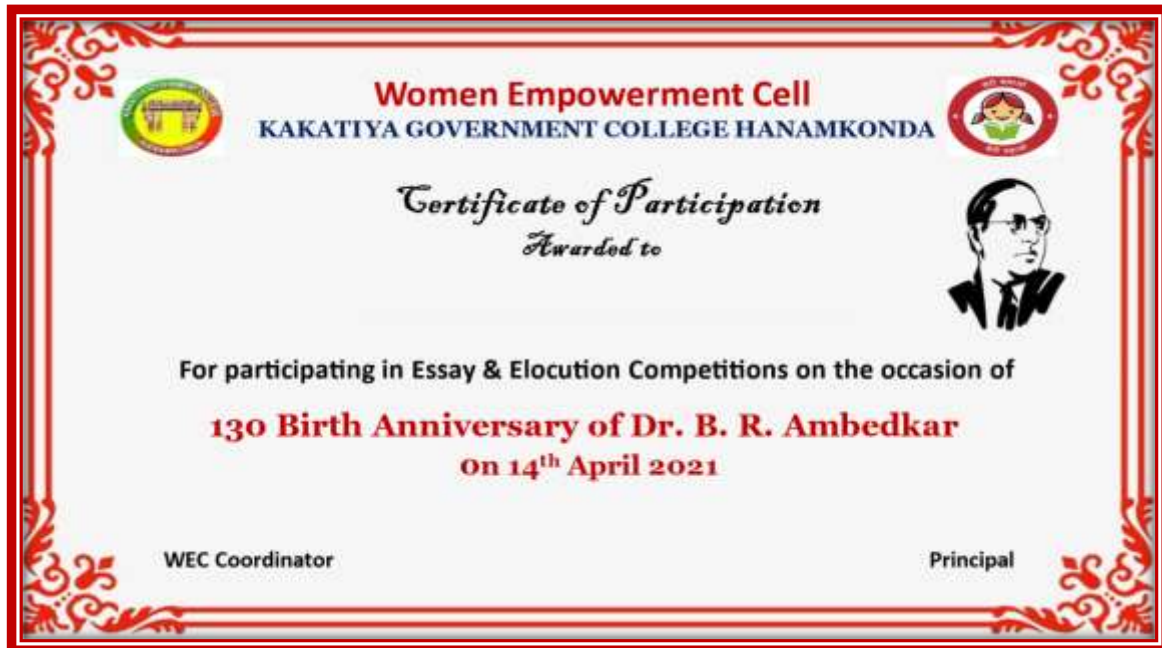 Women Empowerment Cell
KAKATIYA GOVERNMENT COLLEGE HANAMKONDA
Certificate of Participation
Awarded to
For participating in Essay & Elocution Competitions on the occasion of
130 Birth Anniversary of Dr. B. R. Ambedkar
On 14th April 2021
WEC Coordinator
Principal